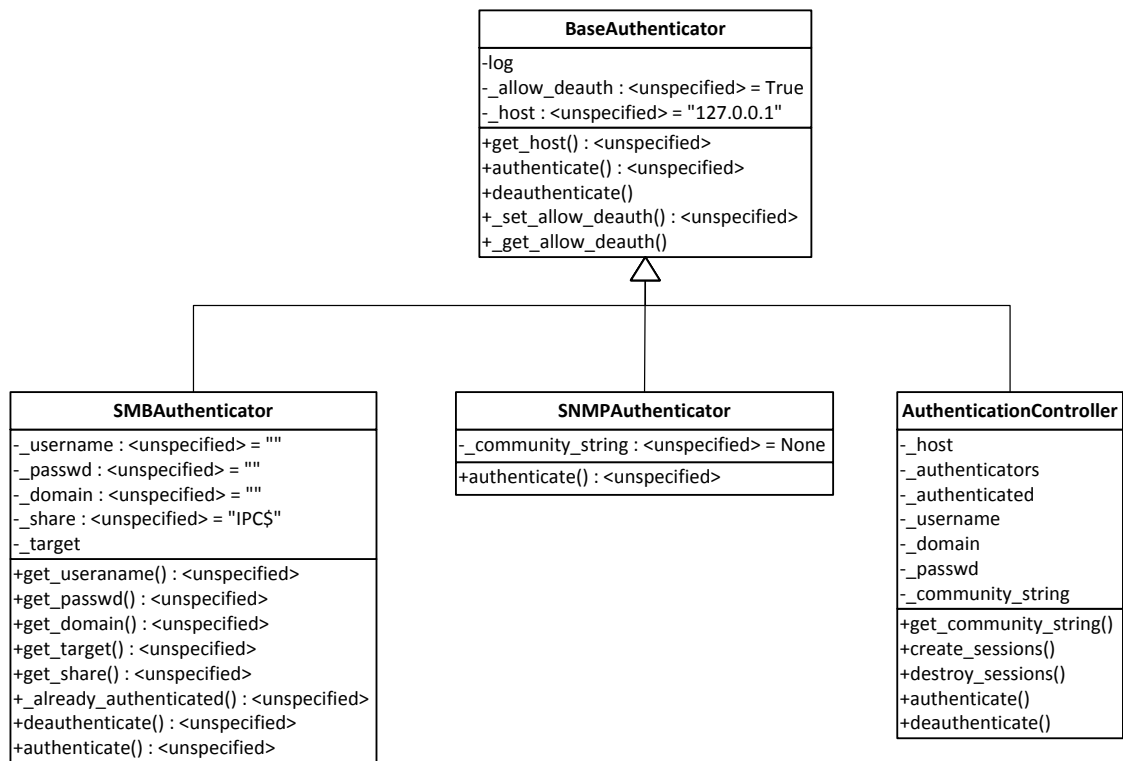 BaseAuthenticator
-log
-_allow_deauth : <unspecified> = True
-_host : <unspecified> = "127.0.0.1"
+get_host() : <unspecified>
+authenticate() : <unspecified>
+deauthenticate()
+_set_allow_deauth() : <unspecified>
+_get_allow_deauth()
SMBAuthenticator
-_username : <unspecified> = ""
-_passwd : <unspecified> = ""
-_domain : <unspecified> = ""
-_share : <unspecified> = "IPC$"
-_target
+get_useraname() : <unspecified>
+get_passwd() : <unspecified>
+get_domain() : <unspecified>
+get_target() : <unspecified>
+get_share() : <unspecified>
+_already_authenticated() : <unspecified>
+deauthenticate() : <unspecified>
+authenticate() : <unspecified>
SNMPAuthenticator
-_community_string : <unspecified> = None
+authenticate() : <unspecified>
AuthenticationController
-_host
-_authenticators
-_authenticated
-_username
-_domain
-_passwd
-_community_string
+get_community_string()
+create_sessions()
+destroy_sessions()
+authenticate()
+deauthenticate()